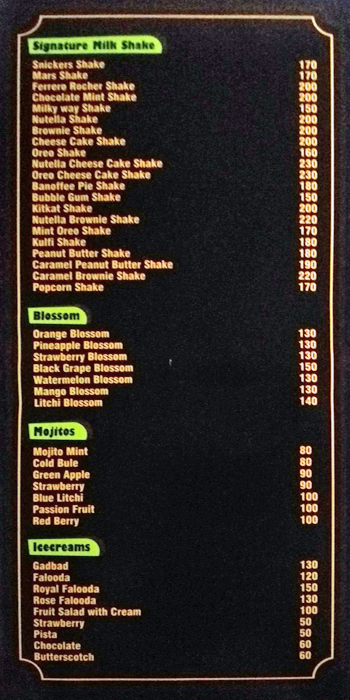 Signature Milk Shake
Snickers Shake 170
Mars Shake 170
Ferrero Rocher Shake 200
Chocolate Mint Shake 200
Milky way Shake 150
Nutella Shake 200
Brownie Shake 200
Cheese Cake Shake 200
Oreo Shake 160
Nutella Cheese Cake Shake 230
Oreo Cheese Cake Shake 230
Banoffee Pie Shake 180
Bubble Gum Shake 150
Kitkat Shake 200
Nutella Brownie Shake 220
Mint Oreo Shake 170
Kulfi Shake 180
Peanut Butter Shake 180
Caramel Peanut Butter Shake 190
Caramel Brownie Shake 220
Popcorn Shake 170
Blossom
Orange Blossom 130
Pineapple Blossom 130
Strawberry Blossom 130
Black Grape Blossom 150
Watermelon Blossom 130
Mango Blossom 130
Litchi Blossom 140
Mojitos
Mojito Mint 80
Cold Bule 80
Green Apple 90
Strawberry 90
Blue Litchi 100
Passion Fruit 100
Red Berry 100
Icecreams
Gadbad 130
Falooda 120
Royal Falooda 150
Rose Falooda 130
Fruit Salad with Cream 100
Strawberry 50
Pista 50
Chocolate 60
Butterscotch 60